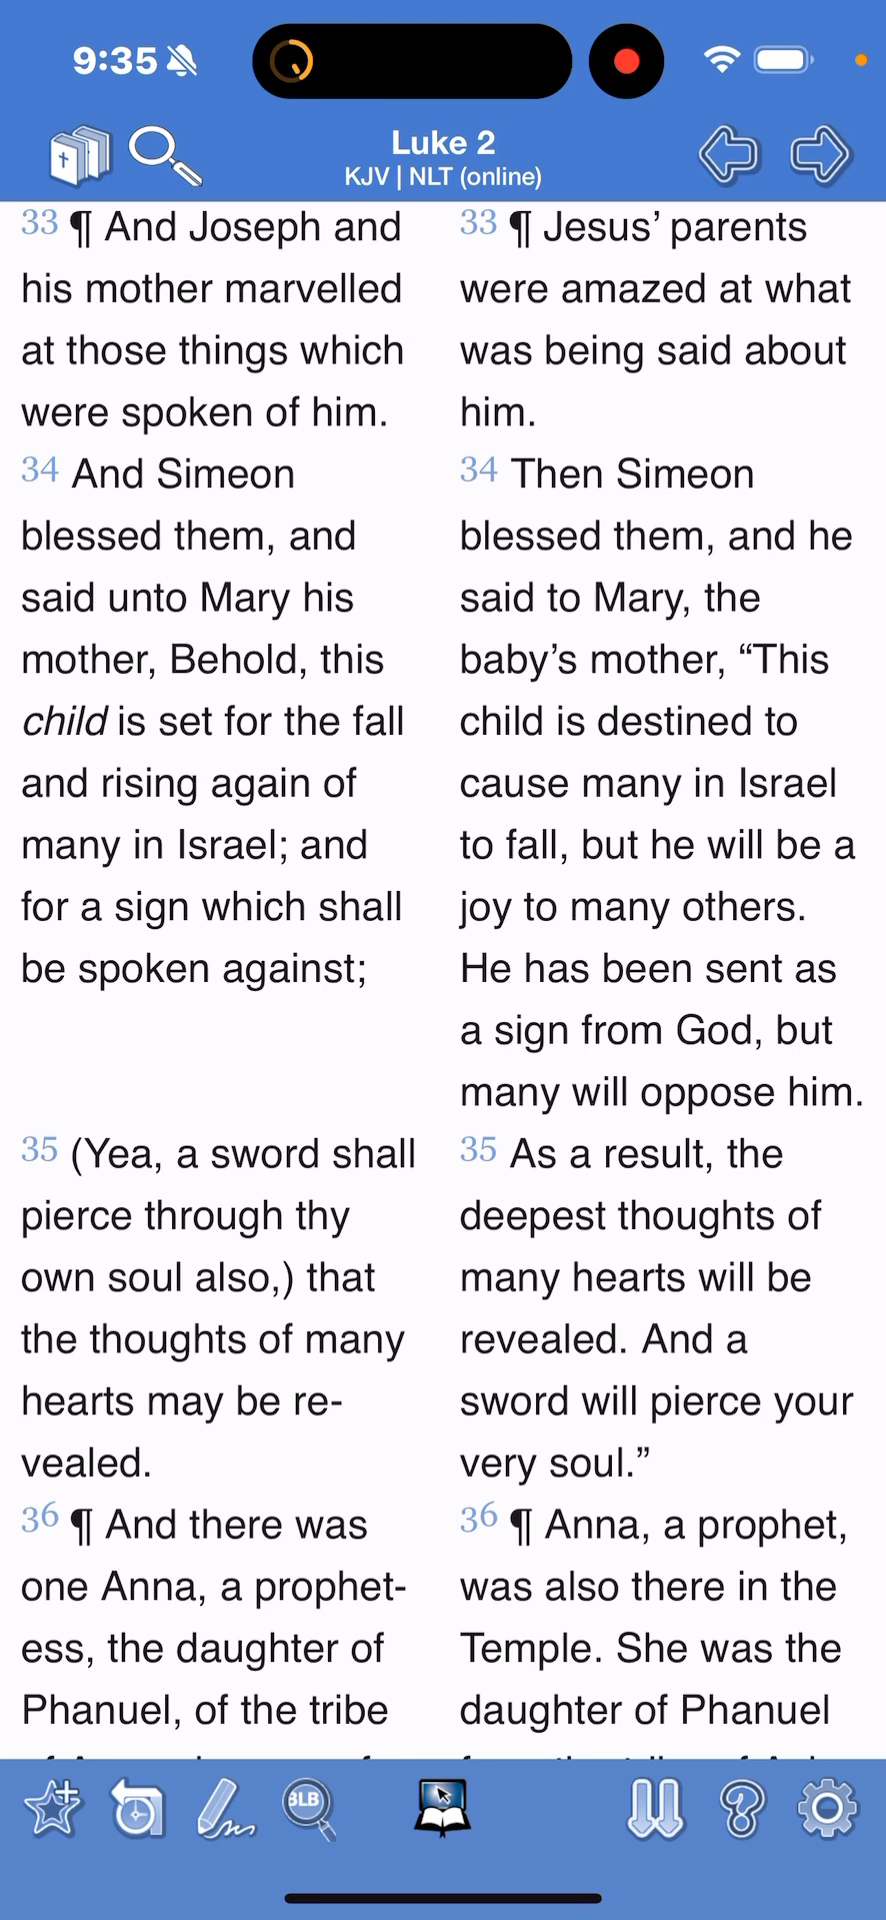 9:35
Luke 2
KJV | NLT (online)
33 ¶ And Joseph and
his mother marvelled
at those things which
were spoken of him.
34 And Simeon
blessed them, and
said unto Mary his
mother, Behold, this
child is set for the fall
and rising again of
many in Israel; and
for a sign which shall
be spoken against;
35 (Yea, a sword shall
pierce through thy
own soul also,) that
the thoughts of many
hearts may be re-
vealed.
36 ¶ And there was
one Anna, a prophet-
ess, the daughter of
Phanuel, of the tribe
33 ¶ Jesus’ parents
were amazed at what
was being said about
him.
34 Then Simeon
blessed them, and he
said to Mary, the
baby’s mother, “This
child is destined to
cause many in Israel
to fall, but he will be a
joy to many others.
He has been sent as
a sign from God, but
many will oppose him.
35 As a result, the
deepest thoughts of
many hearts will be
revealed. And a
sword will pierce your
very soul.”
36 ¶ Anna, a prophet,
was also there in the
Temple. She was the
daughter of Phanuel
BLB